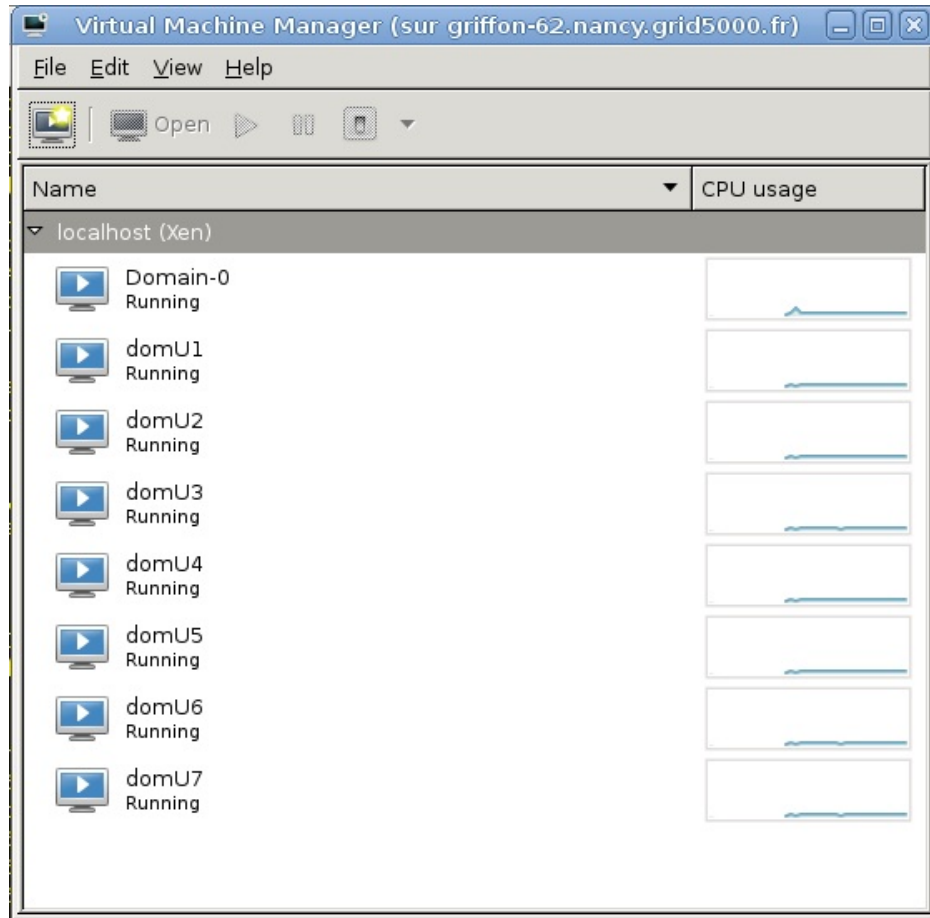 Virtual Machine Manager (sur griffon-62.nancy.grid5000.fr)
File Edit View Help
Open
Name CPU usage
localhost (Xen)
Domain-0
Running
domU1
Running
domU2
Running
domU3
Running
domU4
Running
domU5
Running
domU6
Running
domU7
Running